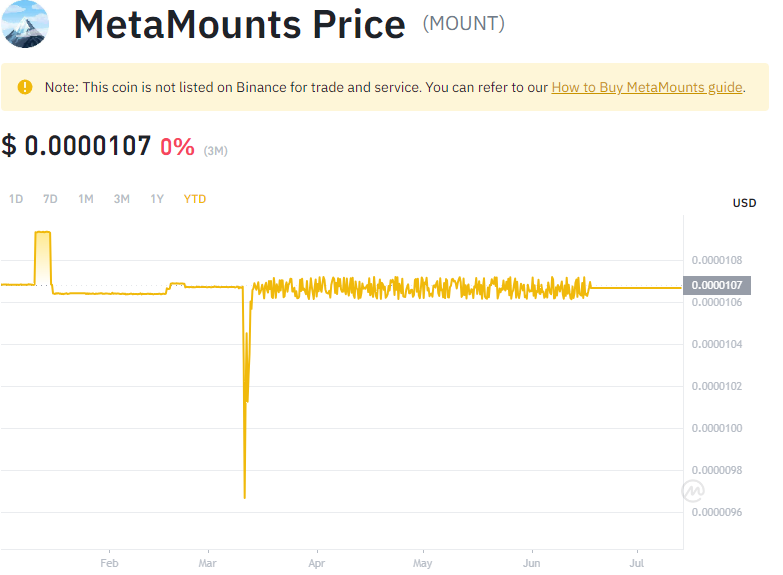 MetaMounts Price (MOUNT)
Note: This coin is not listed on Binance for trade and service. You can refer to our How to Buy MetaMounts guide.
$ 0.0000107 0% (3M)
1D 7D 1M 3M 1Y YTD
USD
0.0000108
0.0000107
0.0000106
0.0000104
0.0000102
0.0000100
0.0000098
0.0000096
Feb Mar Apr May Jun Jul